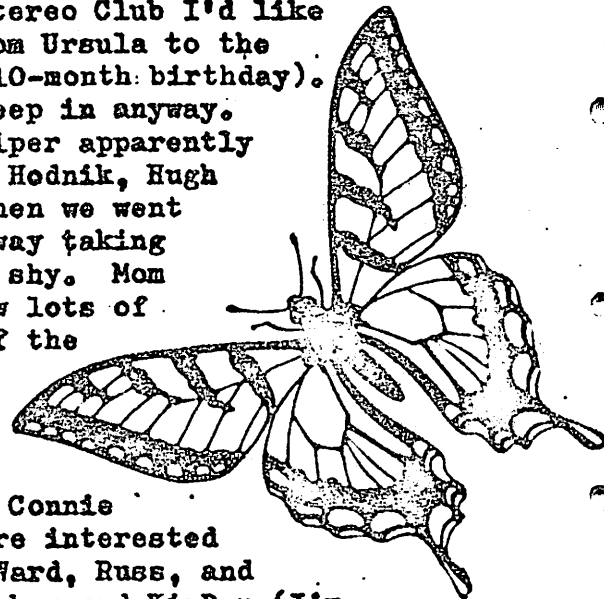 tereo Club I'd like
om Ursula to the
10-month birthday).
eep in anyway.
iper apparently
Hodnik, Hugh
hen we went
way taking
shy. Mom
w lots of
f the
Connie
re interested
Ward, Russ, and